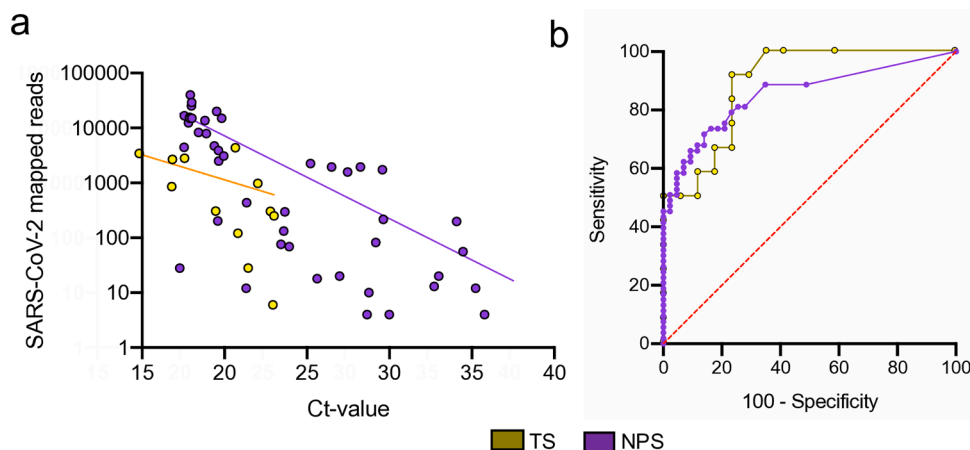 a
SARS-CoV-2 mapped reads
100000
10000
1000
100
10
1
15 20 25 30 35 40
Ct-value
b
Sensitivity
100
80
60
40
20
0
0 20 40 60 80 100
100 - Specificity
TS NPS